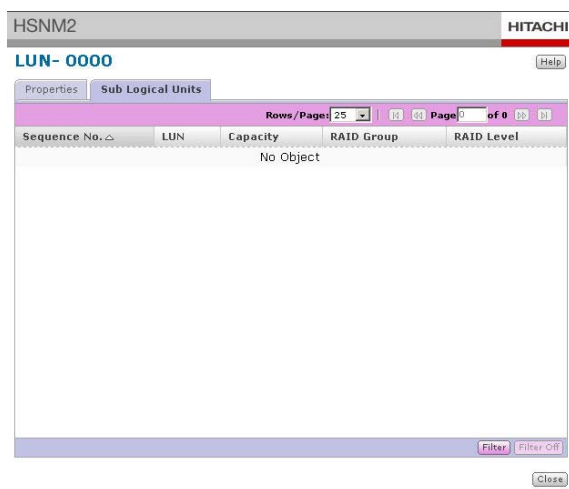 HSNM2 HITACHI
LUN- 0000 Help
Properties Sub Logical Units
Rows/Page: 25 Page 0 of 0
Sequence No. LUN Capacity RAID Group RAID Level
No Object
Filter Filter Off
Close